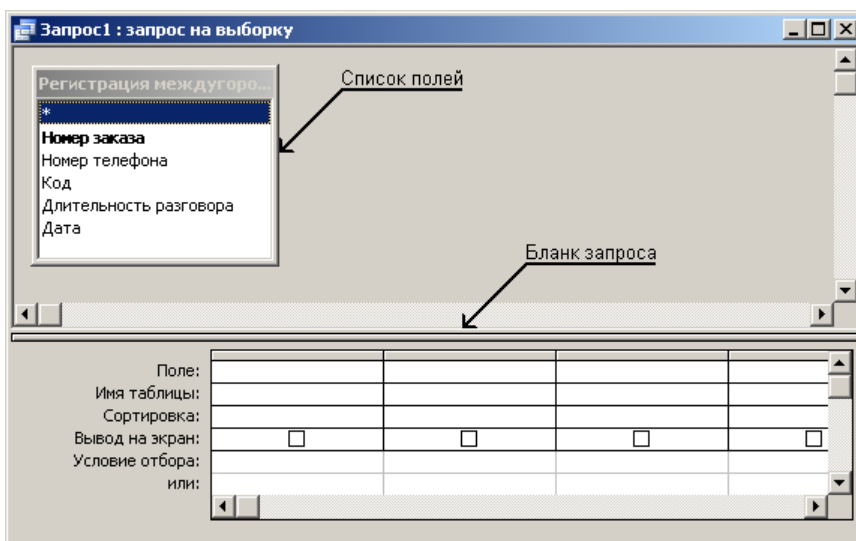 Запрос1 : запрос на выборку
Регистрация междугоро...
Список полей
*
Номер заказа
Номер телефона
Код
Длительность разговора
Дата
Бланк запроса
Поле:
Имя таблицы:
Сортировка:
Вывод на экран:
Условие отбора:
или: